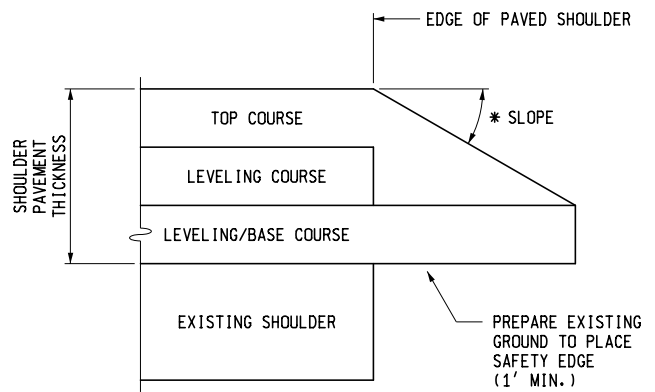 EDGE OF PAVED SHOULDER
TOP COURSE
* SLOPE
SHOULDER
PAVEMENT
THICKNESS
LEVELING COURSE
LEVELING/BASE COURSE
EXISTING SHOULDER
PREPARE EXISTING
GROUND TO PLACE
SAFETY EDGE
(1' MIN.)